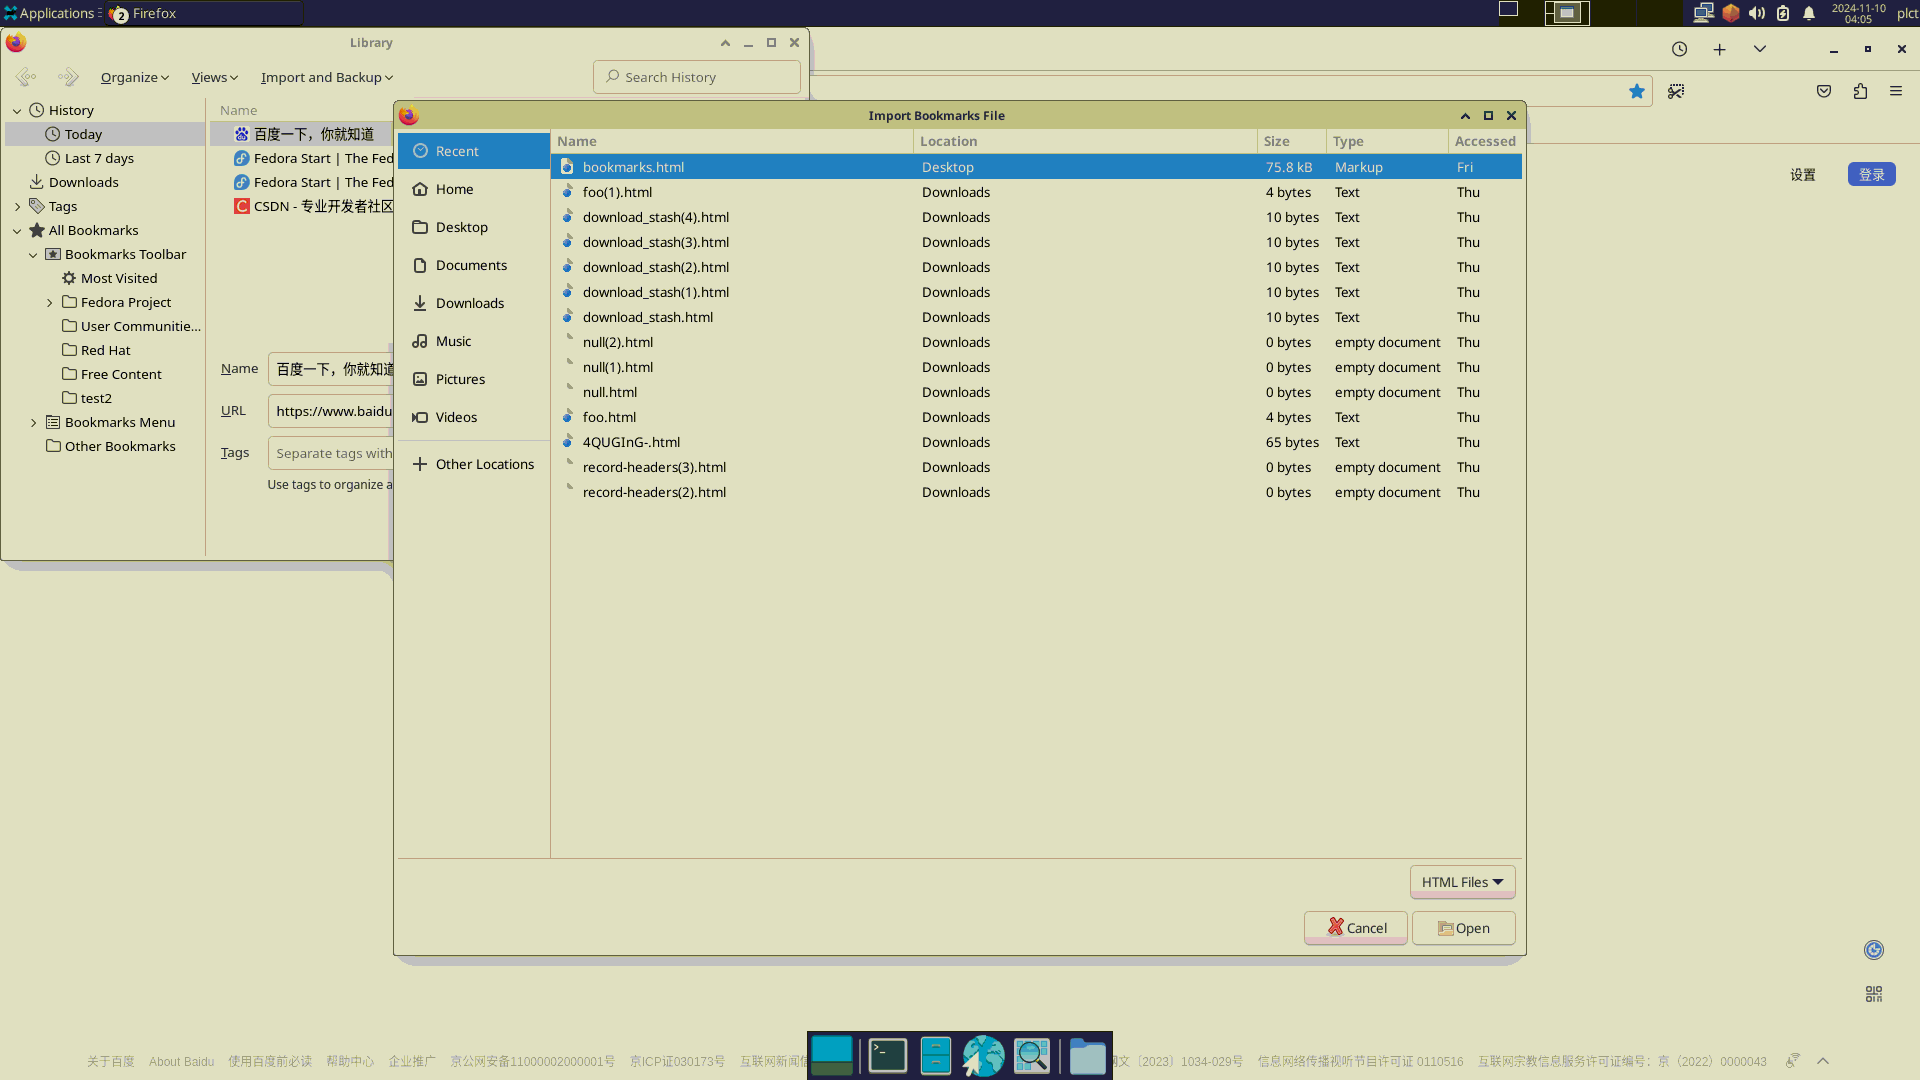 Applications
2 Firefox
2024-11-10
04:05
plct
Library
Organize
Views
Import and Backup
Search History
History
Today
Last 7 days
Downloads
Tags
All Bookmarks
Bookmarks Toolbar
Most Visited
Fedora Project
User Communitie...
Red Hat
Free Content
test2
Bookmarks Menu
Other Bookmarks
Name
百度一下，你就知道
Fedora Start | The Fed
Fedora Start | The Fed
CSDN - 专业开发者社区
Name 百度一下，你就知道
URL https://www.baidu
Tags Separate tags with
Use tags to organize a
设置 登录
Import Bookmarks File
Recent
Home
Desktop
Documents
Downloads
Music
Pictures
Videos
Other Locations
Name Location Size Type Accessed
bookmarks.html Desktop 75.8 kB Markup Fri
foo(1).html Downloads 4 bytes Text Thu
download_stash(4).html Downloads 10 bytes Text Thu
download_stash(3).html Downloads 10 bytes Text Thu
download_stash(2).html Downloads 10 bytes Text Thu
download_stash(1).html Downloads 10 bytes Text Thu
download_stash.html Downloads 10 bytes Text Thu
null(2).html Downloads 0 bytes empty document Thu
null(1).html Downloads 0 bytes empty document Thu
null.html Downloads 0 bytes empty document Thu
foo.html Downloads 4 bytes Text Thu
4QUGInG-.html Downloads 65 bytes Text Thu
record-headers(3).html Downloads 0 bytes empty document Thu
record-headers(2).html Downloads 0 bytes empty document Thu
HTML Files
Cancel Open
关于百度 About Baidu 使用百度前必读 帮助中心 企业推广 京公网安备11000002000001号 京ICP证030173号 互联网新闻信 网文〔2023〕1034-029号 信息网络传播视听节目许可证 0110516 互联网宗教信息服务许可证编号：京（2022）0000043